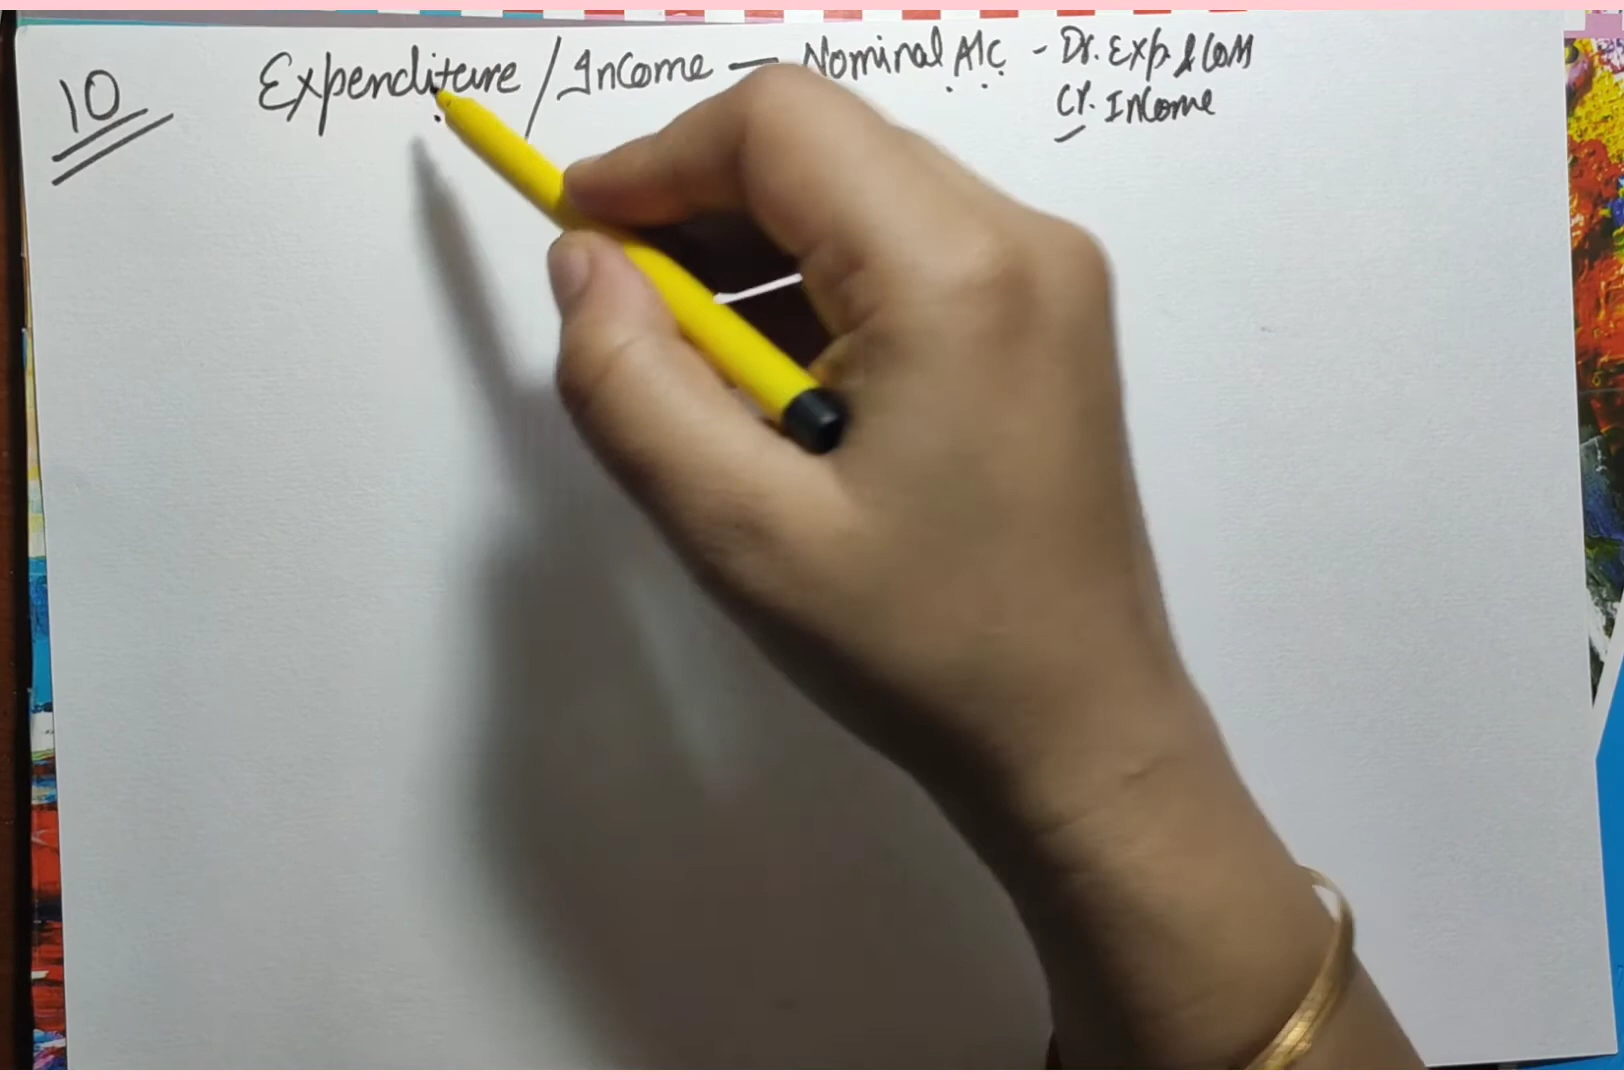 10
Expenditure / Income — Nominal A/c - Dr. Exp. & Loss
Cr. Income